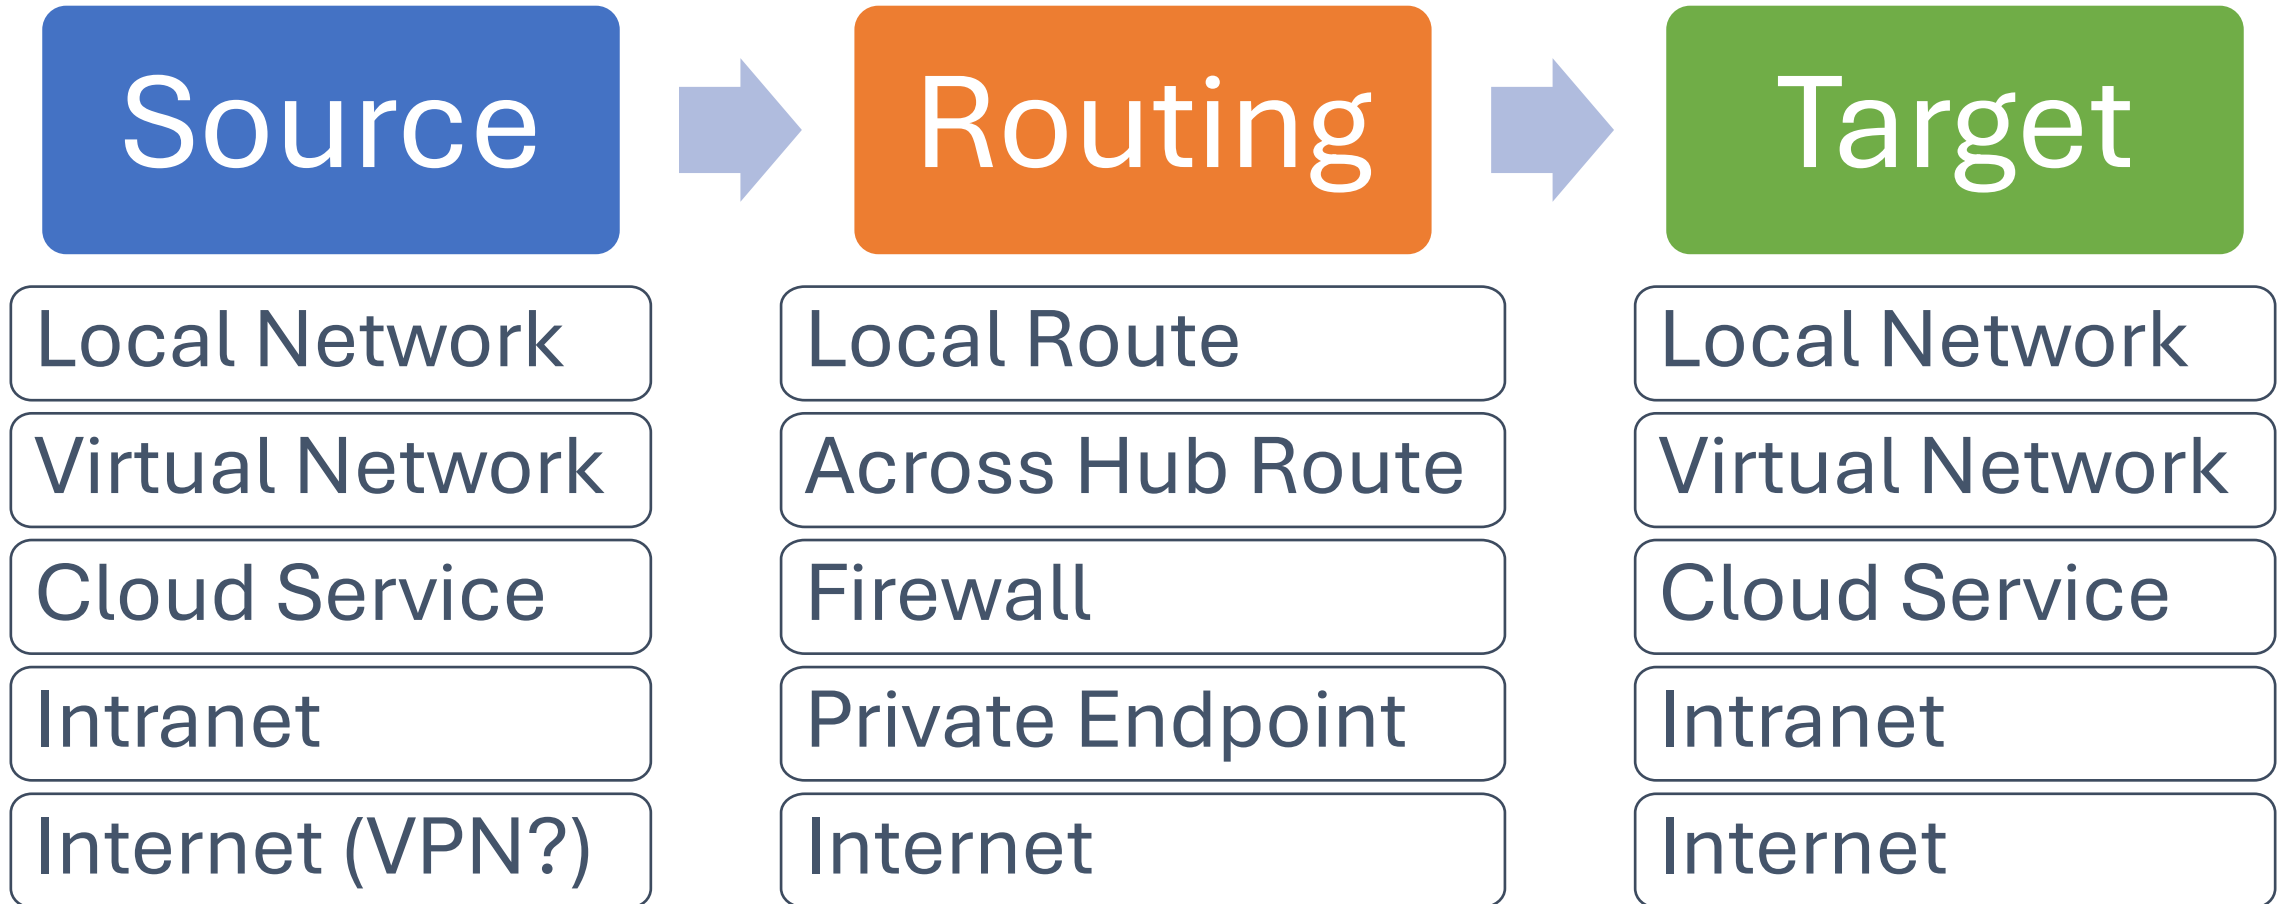 Source
Local Network
Virtual Network
Cloud Service
Intranet
Internet (VPN?)
Routing
Local Route
Across Hub Route
Firewall
Private Endpoint
Internet
Target
Local Network
Virtual Network
Cloud Service
Intranet
Internet